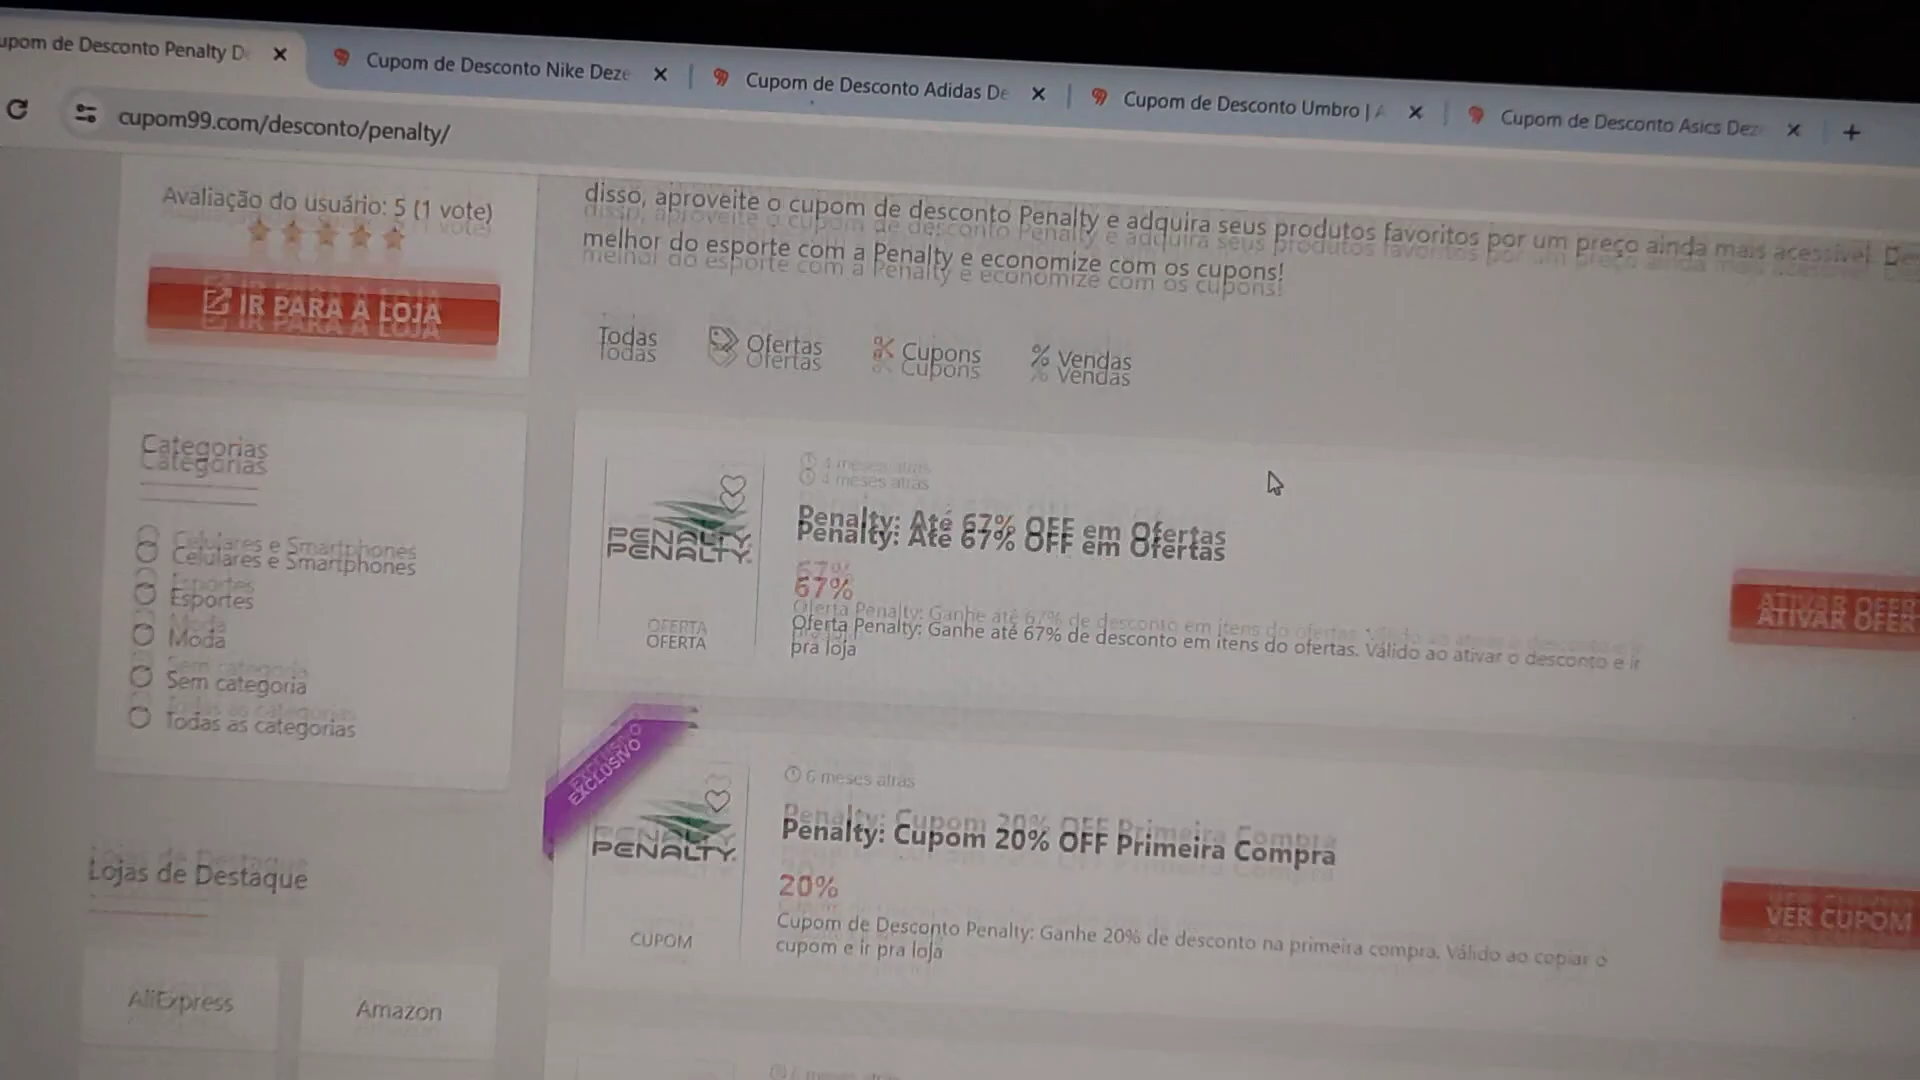 upom de Desconto Penalty De
Cupom de Desconto Nike Deze
Cupom de Desconto Adidas De
Cupom de Desconto Umbro | A
Cupom de Desconto Asics Dez
cupom99.com/desconto/penalty/
Avaliação do usuário: 5 (1 vote)
IR PARA A LOJA
disso, aproveite o cupom de desconto Penalty e adquira seus produtos favoritos por um preço ainda mais acessível. De
melhor do esporte com a Penalty e economize com os cupons!
Todas
Ofertas
Cupons
% Vendas
Categorias
Celulares e Smartphones
Esportes
Moda
Sem categoria
Todas as categorias
Lojas de Destaque
AliExpress
Amazon
4 meses atrás
PENALTY
OFERTA
Penalty: Até 67% OFF em Ofertas
67%
Oferta Penalty: Ganhe até 67% de desconto em itens do ofertas. Válido ao ativar o desconto e ir
pra loja
ATIVAR OFER
EXCLUSIVO
PENALTY
CUPOM
6 meses atrás
Penalty: Cupom 20% OFF Primeira Compra
20%
Cupom de Desconto Penalty: Ganhe 20% de desconto na primeira compra. Válido ao copiar o
cupom e ir pra loja
VER CUPOM